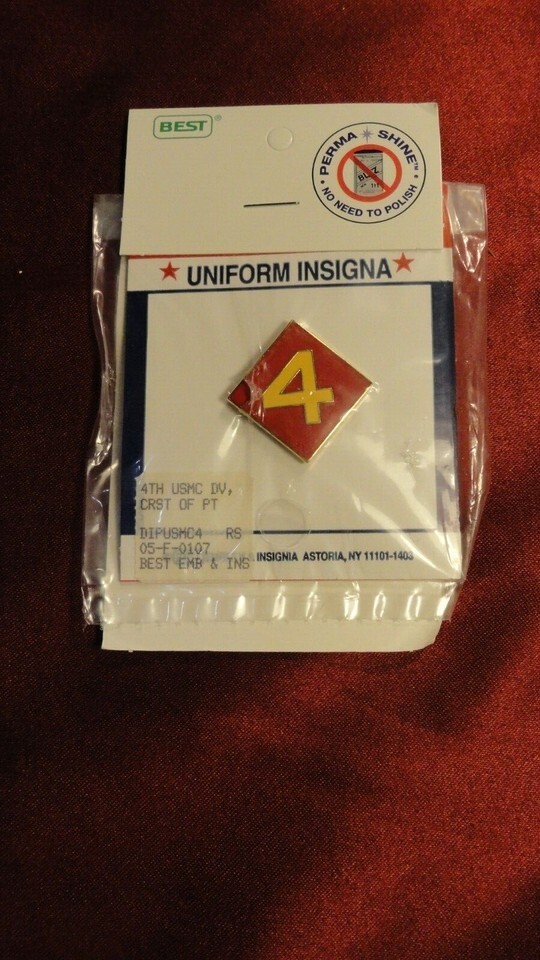 BEST®
PERMA SHINE™
NO NEED TO POLISH
UNIFORM INSIGNA
4
4TH USMC DV,
CRST OF PT
DIPUSMC4 RS
05-F-0107
BEST EMB & INS
INSIGNIA ASTORIA, NY 11101-1403